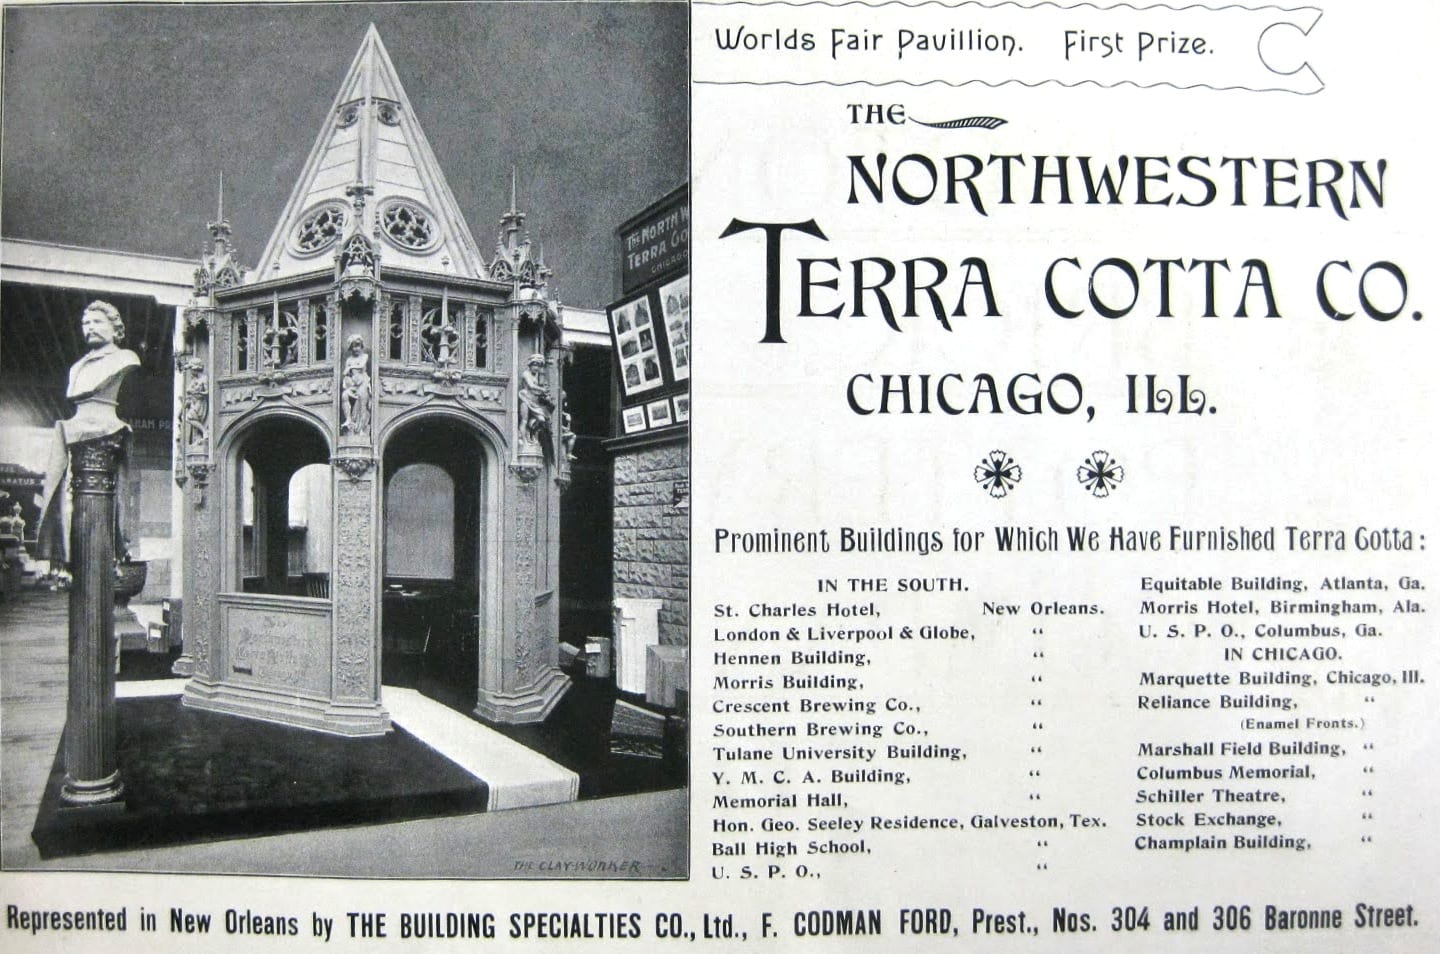 Worlds Fair Pavillion. First Prize.
THE
NORTHWESTERN
TERRA COTTA CO.
CHICAGO, ILL.
Prominent Buildings for Which We Have Furnished Terra Cotta:
IN THE SOUTH.
St. Charles Hotel, New Orleans.
London & Liverpool & Globe, “
Hennen Building, “
Morris Building, “
Crescent Brewing Co., “
Southern Brewing Co., “
Tulane University Building, “
Y. M. C. A. Building, “
Memorial Hall, “
Hon. Geo. Seeley Residence, Galveston, Tex.
Ball High School, “
U. S. P. O., “
Equitable Building, Atlanta, Ga.
Morris Hotel, Birmingham, Ala.
U. S. P. O., Columbus, Ga.
IN CHICAGO.
Marquette Building, Chicago, Ill.
Reliance Building, “
(Enamel Fronts.)
Marshall Field Building, “
Columbus Memorial, “
Schiller Theatre, “
Stock Exchange, “
Champlain Building, “
The NORTH W
TERRA CO
CHICAGO
THE CLAY-WORKER
Represented in New Orleans by THE BUILDING SPECIALTIES CO., Ltd., F. CODMAN FORD, Prest., Nos. 304 and 306 Baronne Street.